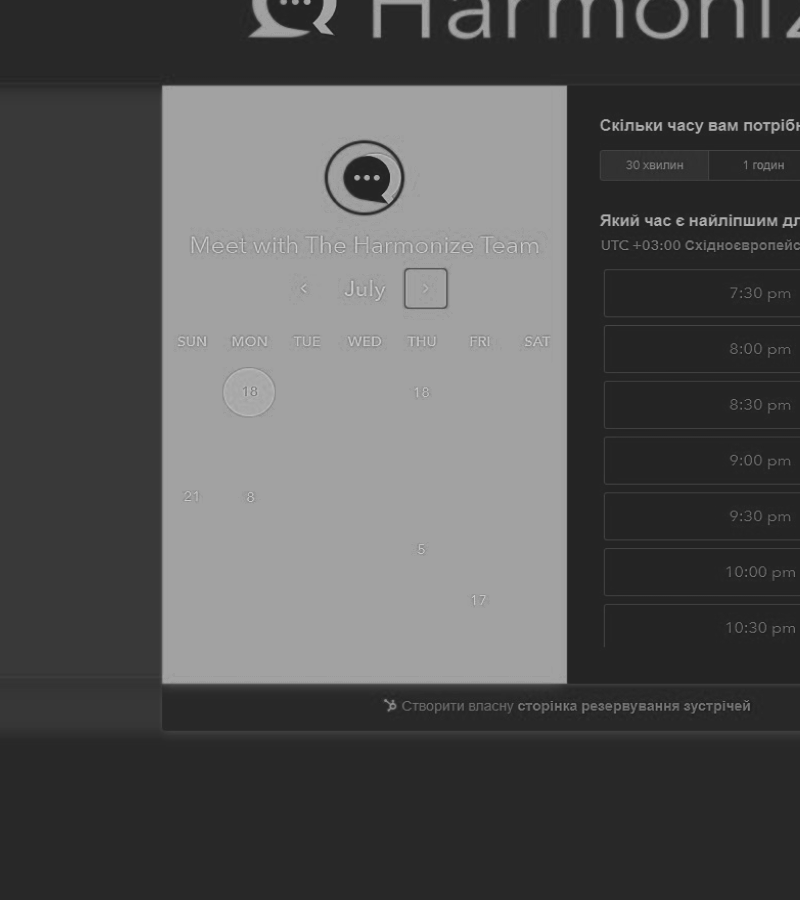 Harmoniz
Meet with The Harmonize Team
July
SUN MON TUE WED THU FRI SAT
18 18
21 8
5
17
Скільки часу вам потрібн
30 хвилин 1 годин
Який час є найліпшим дл
UTC +03:00 Східноєвропейс
7:30 pm
8:00 pm
8:30 pm
9:00 pm
9:30 pm
10:00 pm
10:30 pm
Створити власну сторінка резервування зустрічей